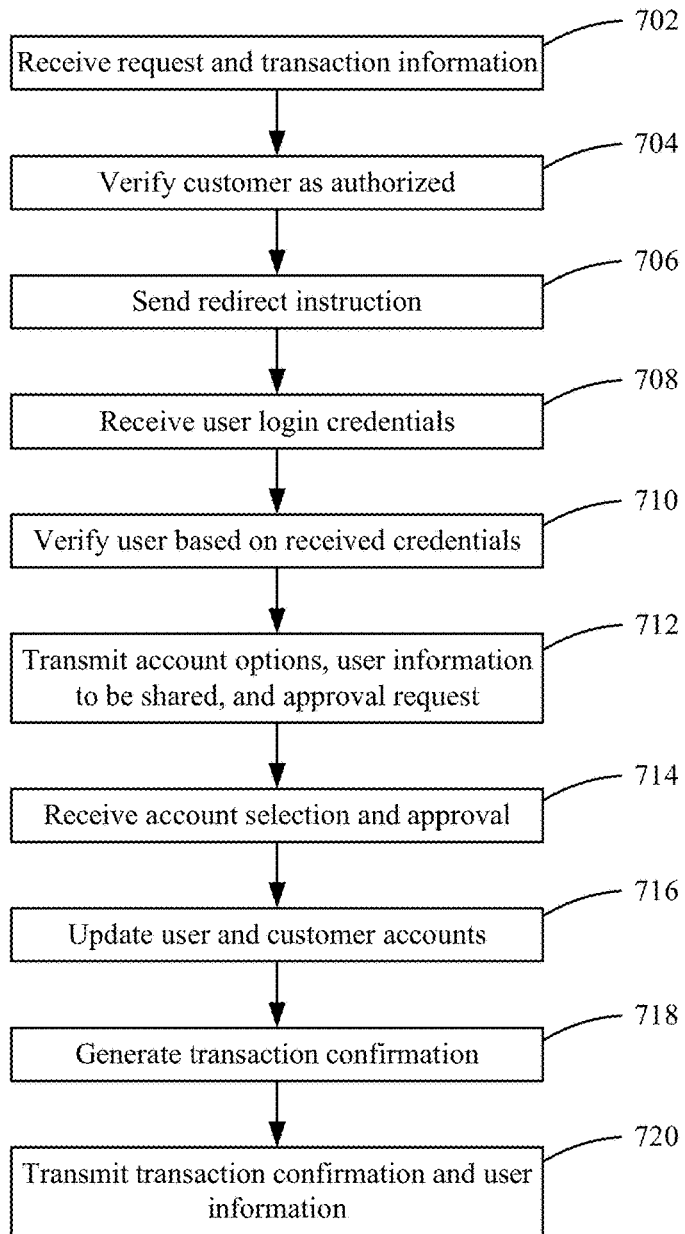 702
Receive request and transaction information
704
Verify customer as authorized
706
Send redirect instruction
708
Receive user login credentials
710
Verify user based on received credentials
712
Transmit account options, user information
to be shared, and approval request
714
Receive account selection and approval
716
Update user and customer accounts
718
Generate transaction confirmation
720
Transmit transaction confirmation and user
information